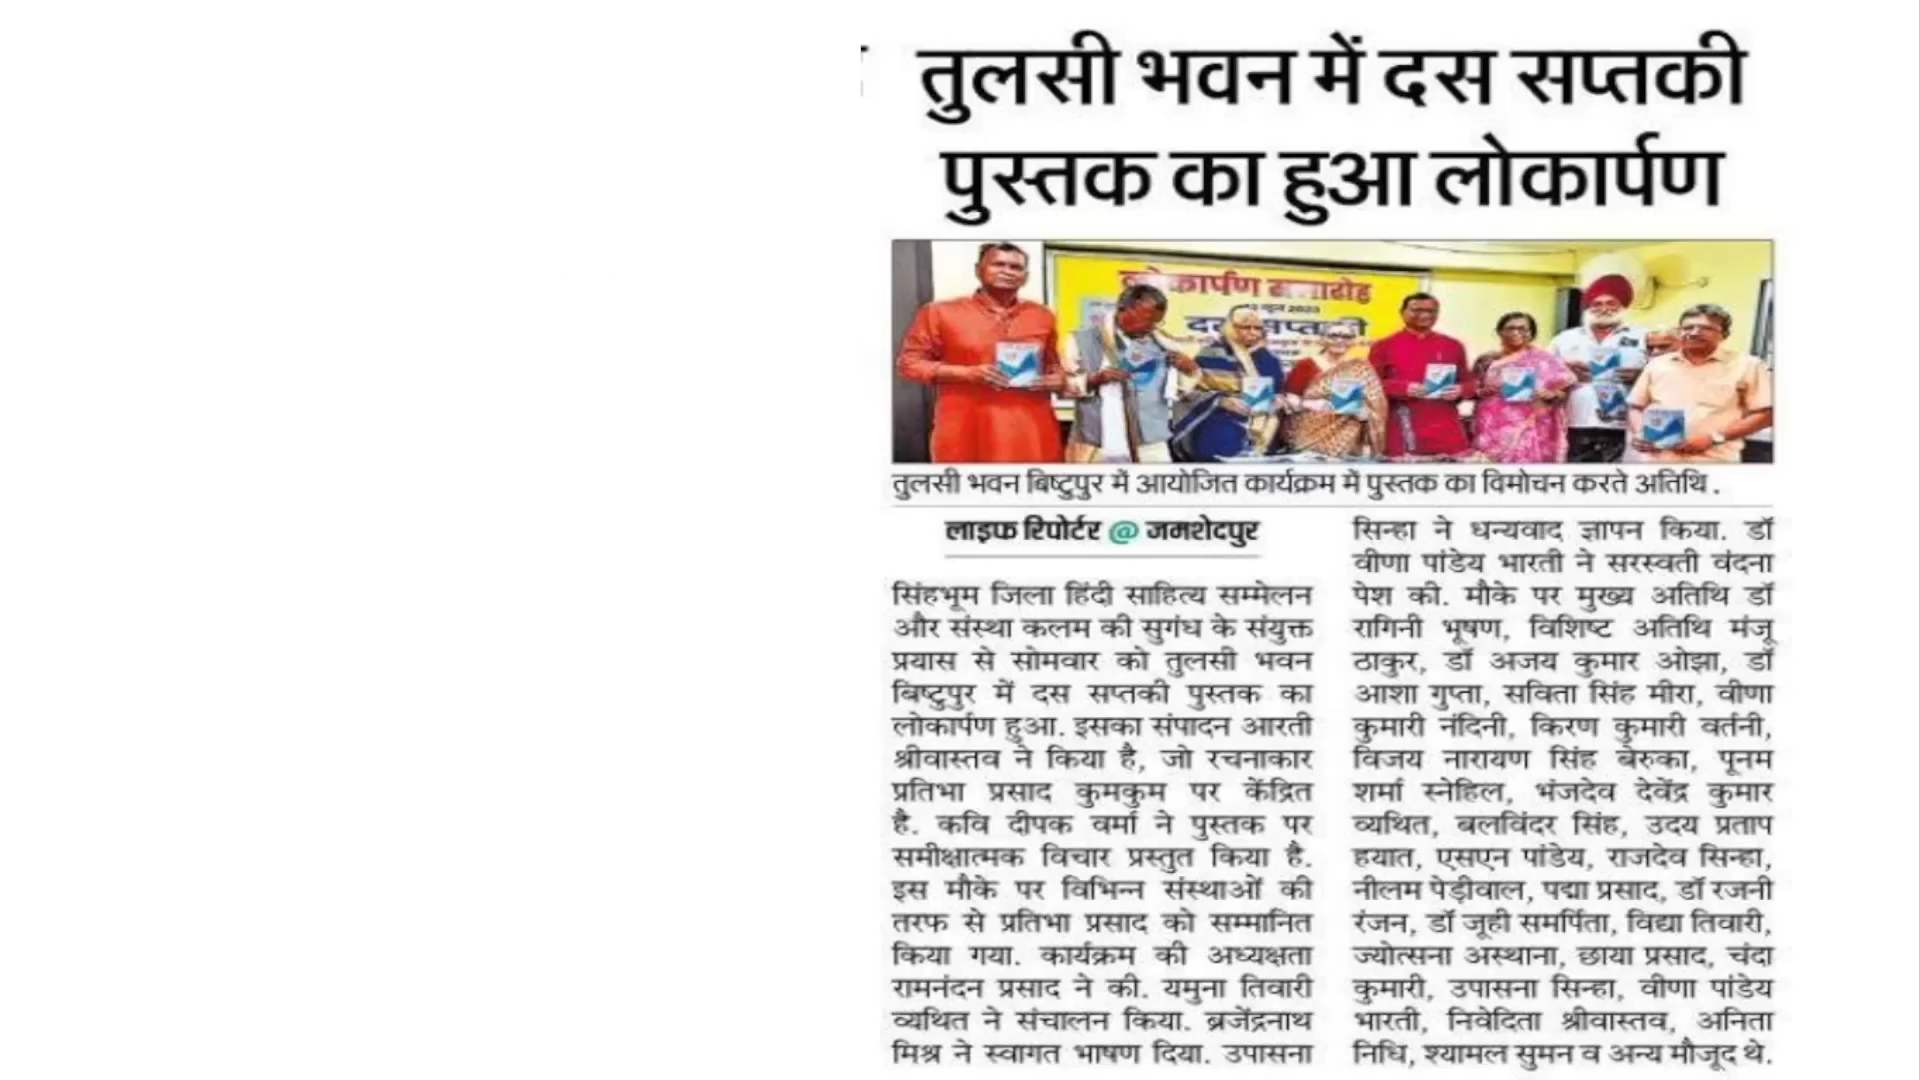 तुलसी भवन में दस सप्तकी
पुस्तक का हुआ लोकार्पण
लोकार्पण समारोह
जून 2023
दस सप्तकी
तुलसी भवन बिष्टुपुर में आयोजित कार्यक्रम में पुस्तक का विमोचन करते अतिथि.
लाइफ रिपोर्टर @ जमशेदपुर
सिंहभूम जिला हिंदी साहित्य सम्मेलन
और संस्था कलम की सुगंध के संयुक्त
प्रयास से सोमवार को तुलसी भवन
बिष्टुपुर में दस सप्तकी पुस्तक का
लोकार्पण हुआ. इसका संपादन आरती
श्रीवास्तव ने किया है, जो रचनाकार
प्रतिभा प्रसाद कुमकुम पर केंद्रित
है. कवि दीपक वर्मा ने पुस्तक पर
समीक्षात्मक विचार प्रस्तुत किया है.
इस मौके पर विभिन्न संस्थाओं की
तरफ से प्रतिभा प्रसाद को सम्मानित
किया गया. कार्यक्रम की अध्यक्षता
रामनंदन प्रसाद ने की. यमुना तिवारी
व्यथित ने संचालन किया. ब्रजेंद्रनाथ
मिश्र ने स्वागत भाषण दिया. उपासना
सिन्हा ने धन्यवाद ज्ञापन किया. डॉ
वीणा पांडेय भारती ने सरस्वती वंदना
पेश की. मौके पर मुख्य अतिथि डॉ
रागिनी भूषण, विशिष्ट अतिथि मंजू
ठाकुर, डॉ अजय कुमार ओझा, डॉ
आशा गुप्ता, सविता सिंह मीरा, वीणा
कुमारी नंदिनी, किरण कुमारी वर्तनी,
विजय नारायण सिंह बेरुका, पूनम
शर्मा स्नेहिल, भंजदेव देवेंद्र कुमार
व्यथित, बलविंदर सिंह, उदय प्रताप
हयात, एसएन पांडेय, राजदेव सिन्हा,
नीलम पेड़ीवाल, पद्मा प्रसाद, डॉ रजनी
रंजन, डॉ जूही समर्पिता, विद्या तिवारी,
ज्योत्सना अस्थाना, छाया प्रसाद, चंदा
कुमारी, उपासना सिन्हा, वीणा पांडेय
भारती, निवेदिता श्रीवास्तव, अनिता
निधि, श्यामल सुमन व अन्य मौजूद थे.